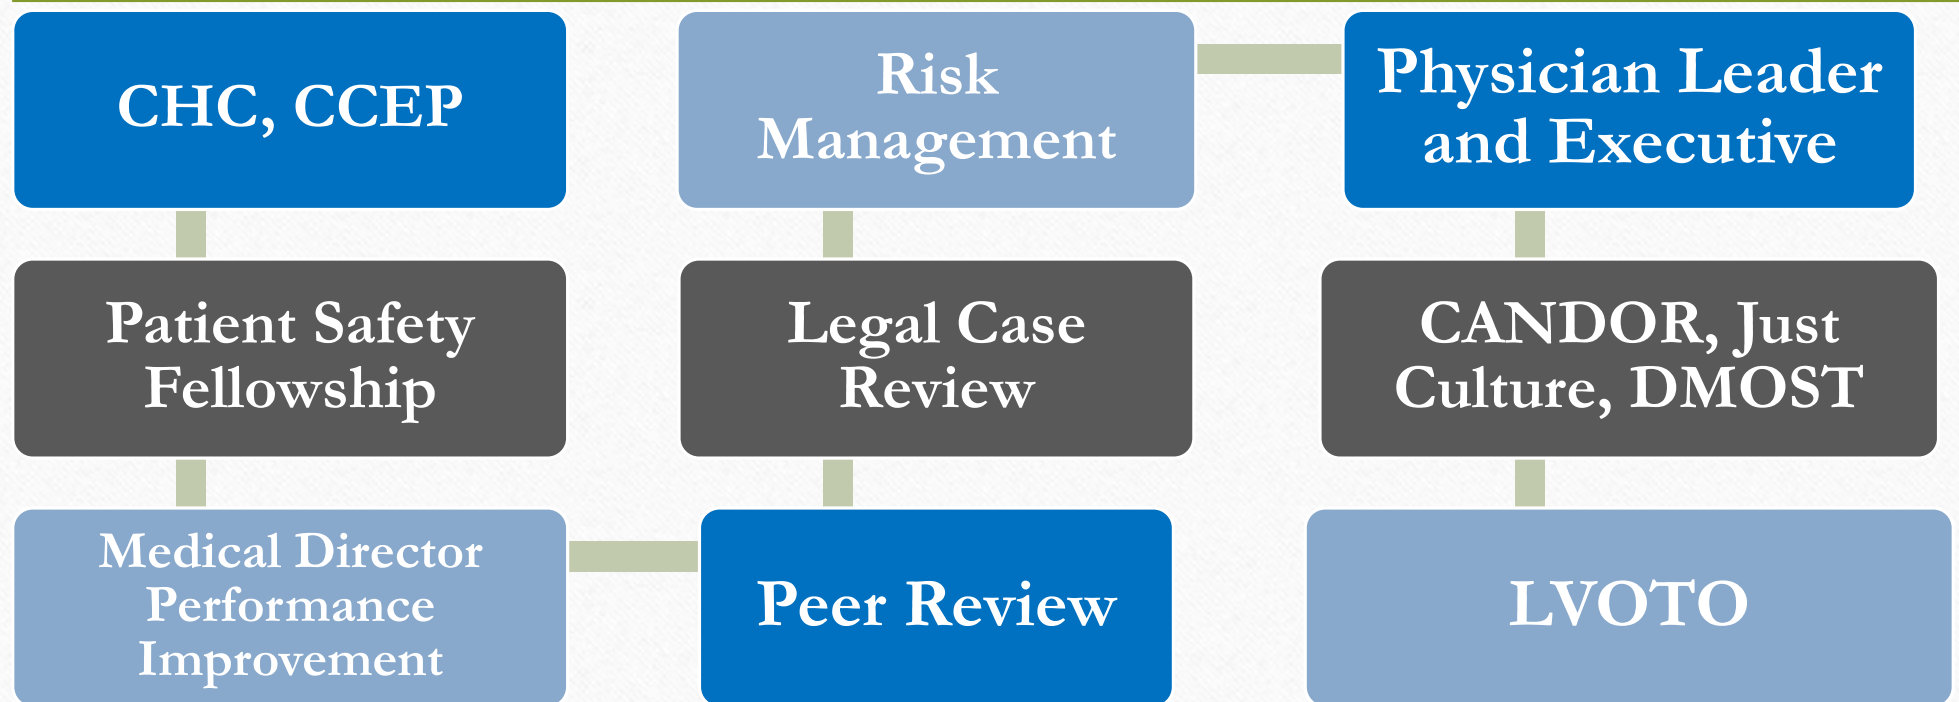 CHC, CCEP
Patient Safety
Fellowship
Medical Director
Performance
Improvement
Peer Review
Legal Case
Review
Risk
Management
Physician Leader
and Executive
CANDOR, Just
Culture, DMOST
LVOTO